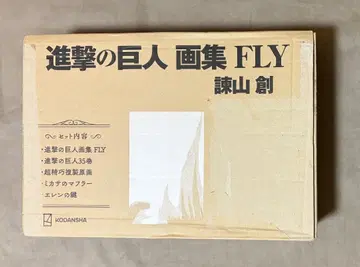 進撃の巨人 画集 FLY
諫山 創
セット内容
・進撃の巨人画集 FLY
・進撃の巨人35巻
・超精巧複製原画
・ミカサのマフラー
・エレンの鍵
KODANSHA